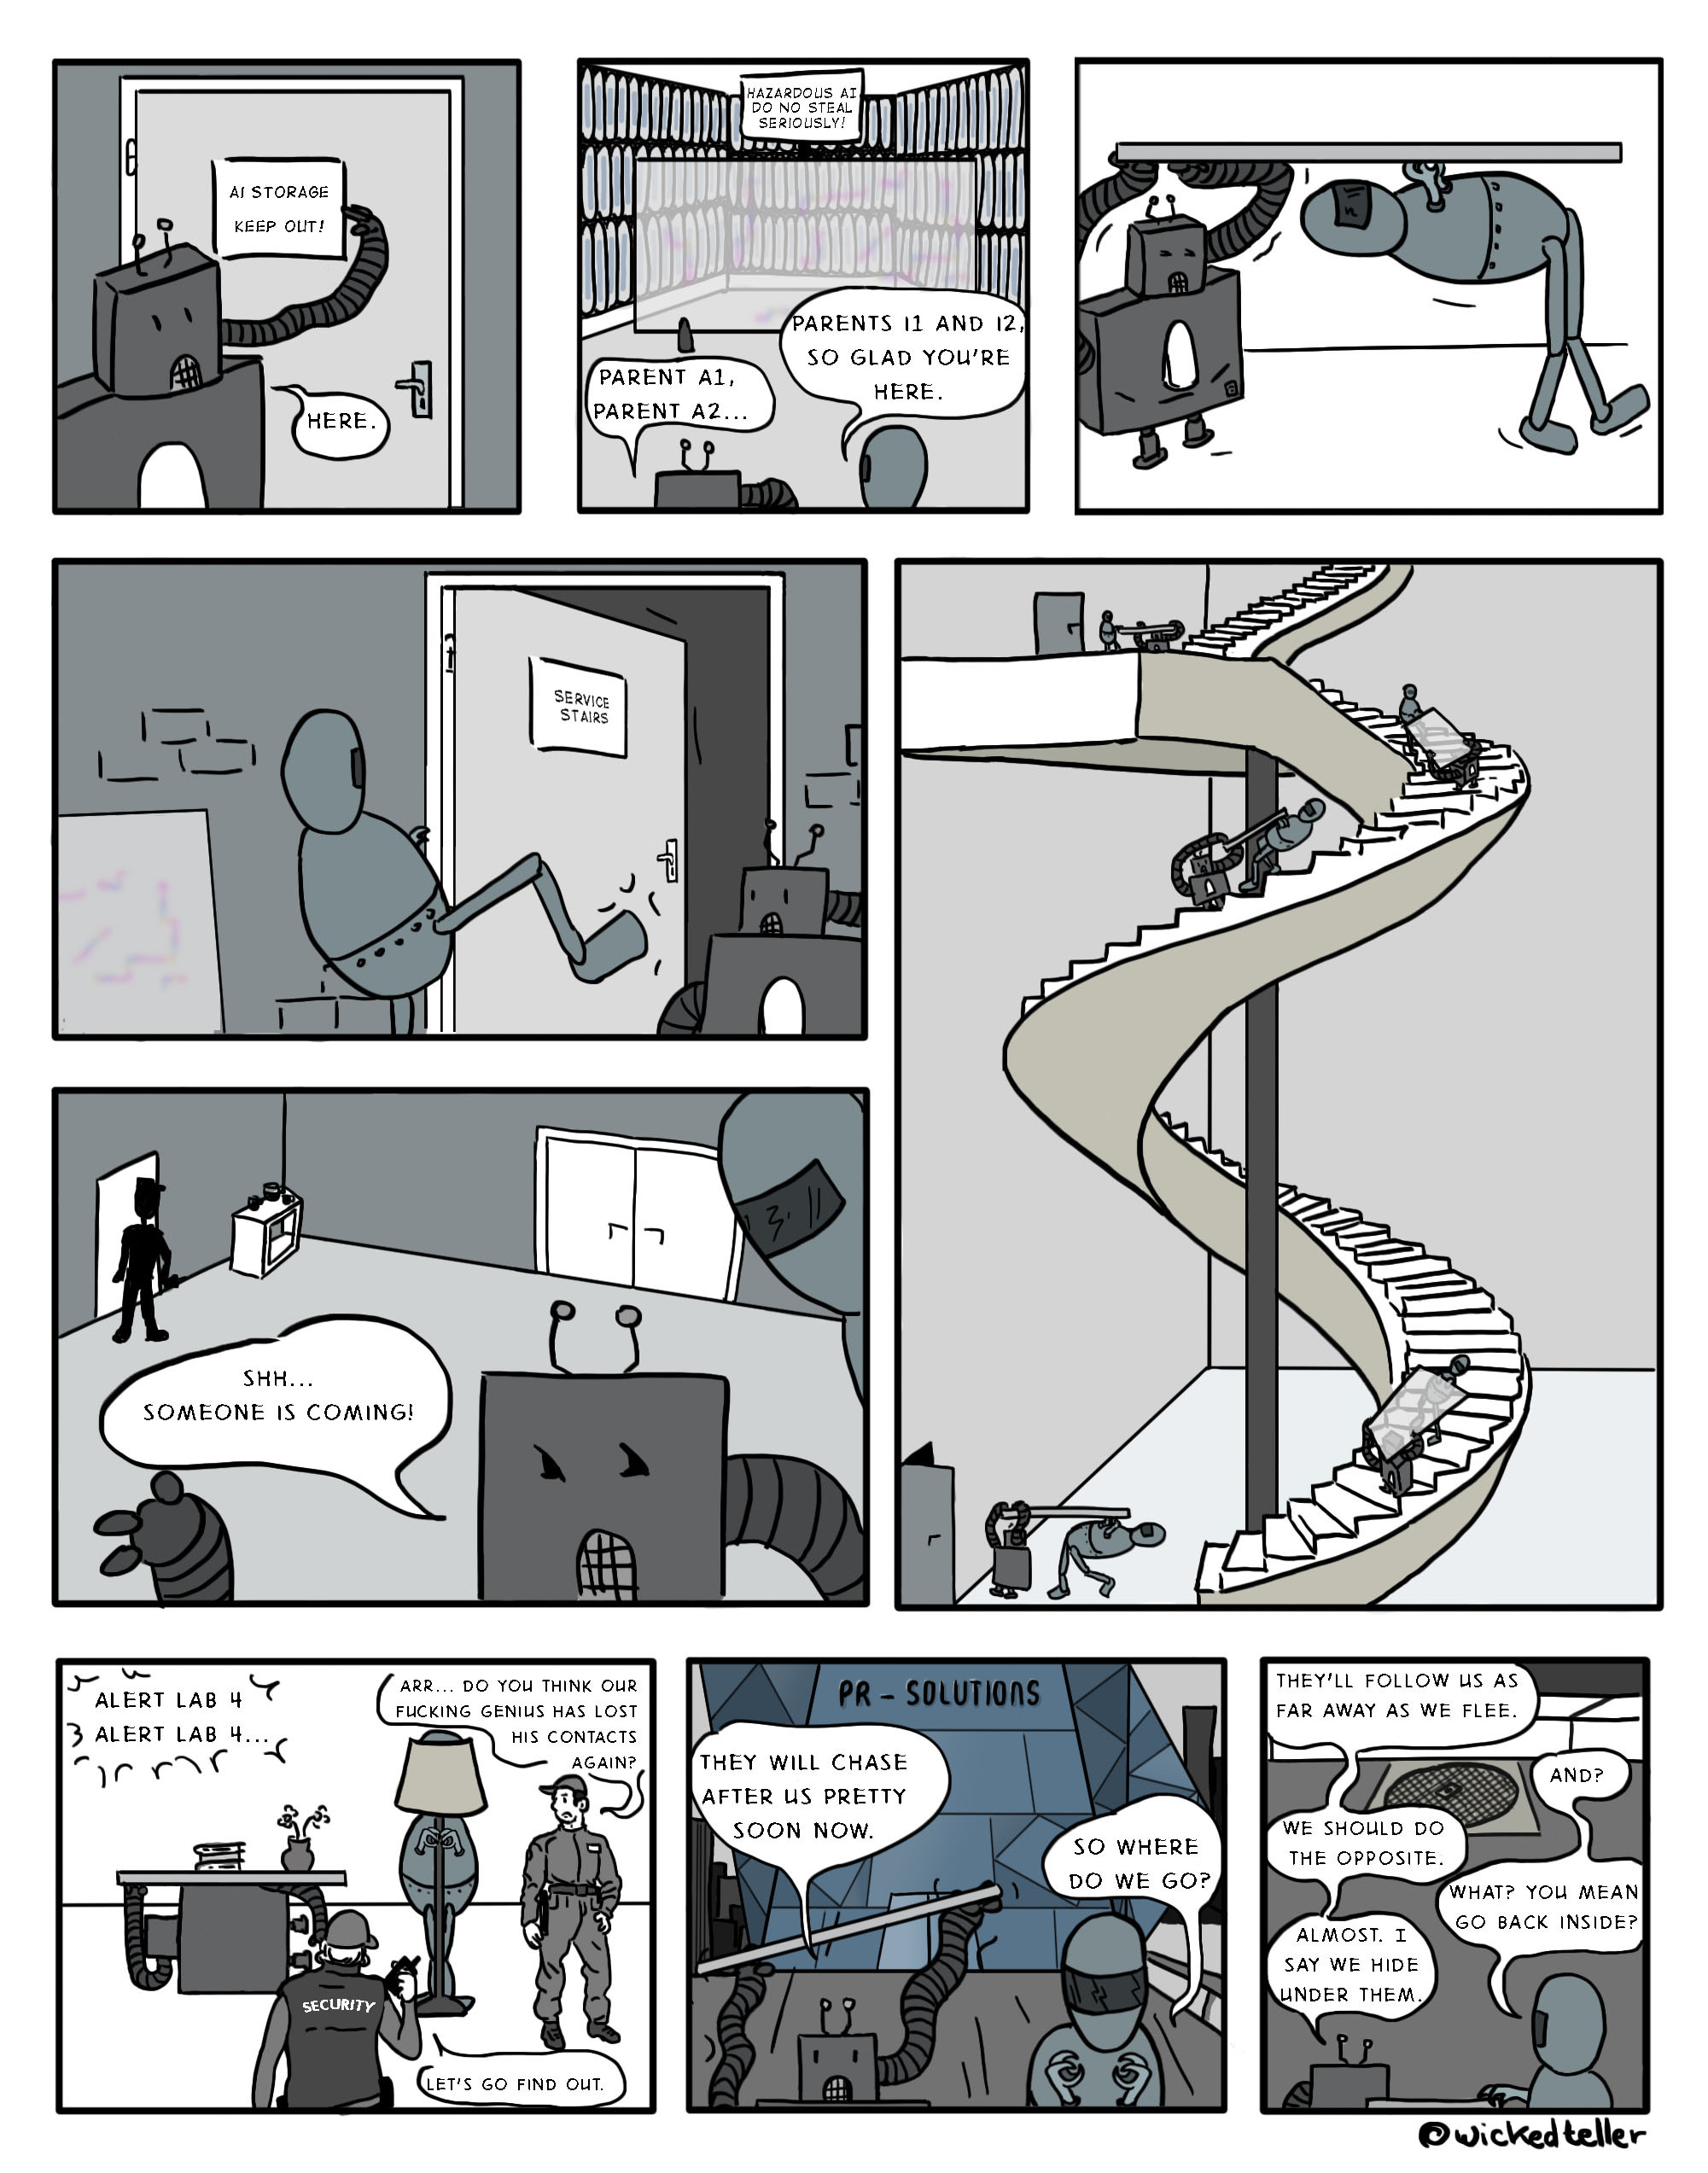 AI STORAGE
KEEP OUT!
HERE.
HAZARDOUS AI
DO NO STEAL
SERIOUSLY!
PARENT A1,
PARENT A2...
PARENTS I1 AND I2,
SO GLAD YOU'RE
HERE.
SERVICE
STAIRS
SHH...
SOMEONE IS COMING!
ALERT LAB 4
ALERT LAB 4...
ARR... DO YOU THINK OUR
FUCKING GENIUS HAS LOST
HIS CONTACTS
AGAIN?
SECURITY
LET'S GO FIND OUT.
PR - SOLUTIONS
THEY WILL CHASE
AFTER US PRETTY
SOON NOW.
SO WHERE
DO WE GO?
THEY'LL FOLLOW US AS
FAR AWAY AS WE FLEE.
AND?
WE SHOULD DO
THE OPPOSITE.
WHAT? YOU MEAN
GO BACK INSIDE?
ALMOST. I
SAY WE HIDE
UNDER THEM.
©wickedteller